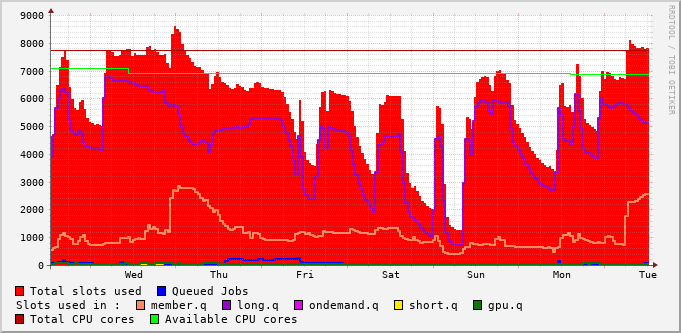 9000
8000
7000
6000
5000
4000
3000
2000
1000
0
Wed Thu Fri Sat Sun Mon Tue
RRDTOOL / TOBI OETIKER
Total slots used Queued Jobs
Slots used in : member.q long.q ondemand.q short.q gpu.q
Total CPU cores Available CPU cores